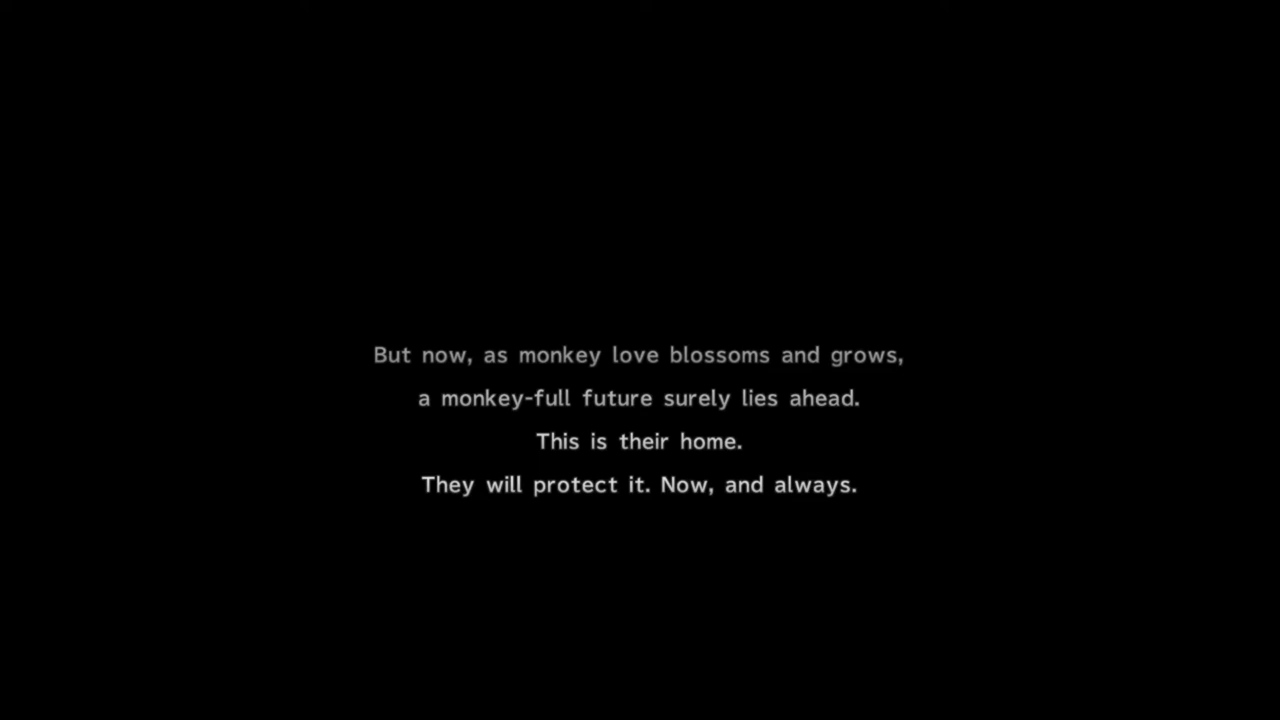 But now, as monkey love blossoms and grows,
a monkey-full future surely lies ahead.
This is their home.
They will protect it. Now, and always.